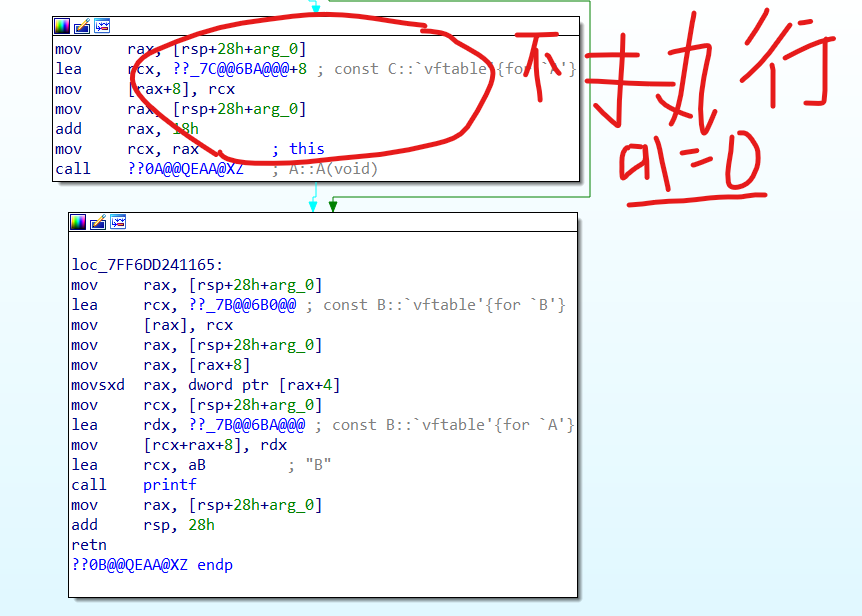 mov rax, [rsp+28h+arg_0]
lea rcx, ??_7C@@6BA@@@+8 ; const C::`vftable'{for `A'}
mov [rax+8], rcx
mov rax, [rsp+28h+arg_0]
add rax, 18h
mov rcx, rax ; this
call ??0A@@QEAA@XZ ; A::A(void)
不执行
al=0
loc_7FF6DD241165:
mov rax, [rsp+28h+arg_0]
lea rcx, ??_7B@@6B0@@ ; const B::`vftable'{for `B'}
mov [rax], rcx
mov rax, [rsp+28h+arg_0]
mov rax, [rax+8]
movsxd rax, dword ptr [rax+4]
mov rcx, [rsp+28h+arg_0]
lea rdx, ??_7B@@6BA@@@ ; const B::`vftable'{for `A'}
mov [rcx+rax+8], rdx
lea rcx, aB ; "B"
call printf
mov rax, [rsp+28h+arg_0]
add rsp, 28h
retn
??0B@@QEAA@XZ endp